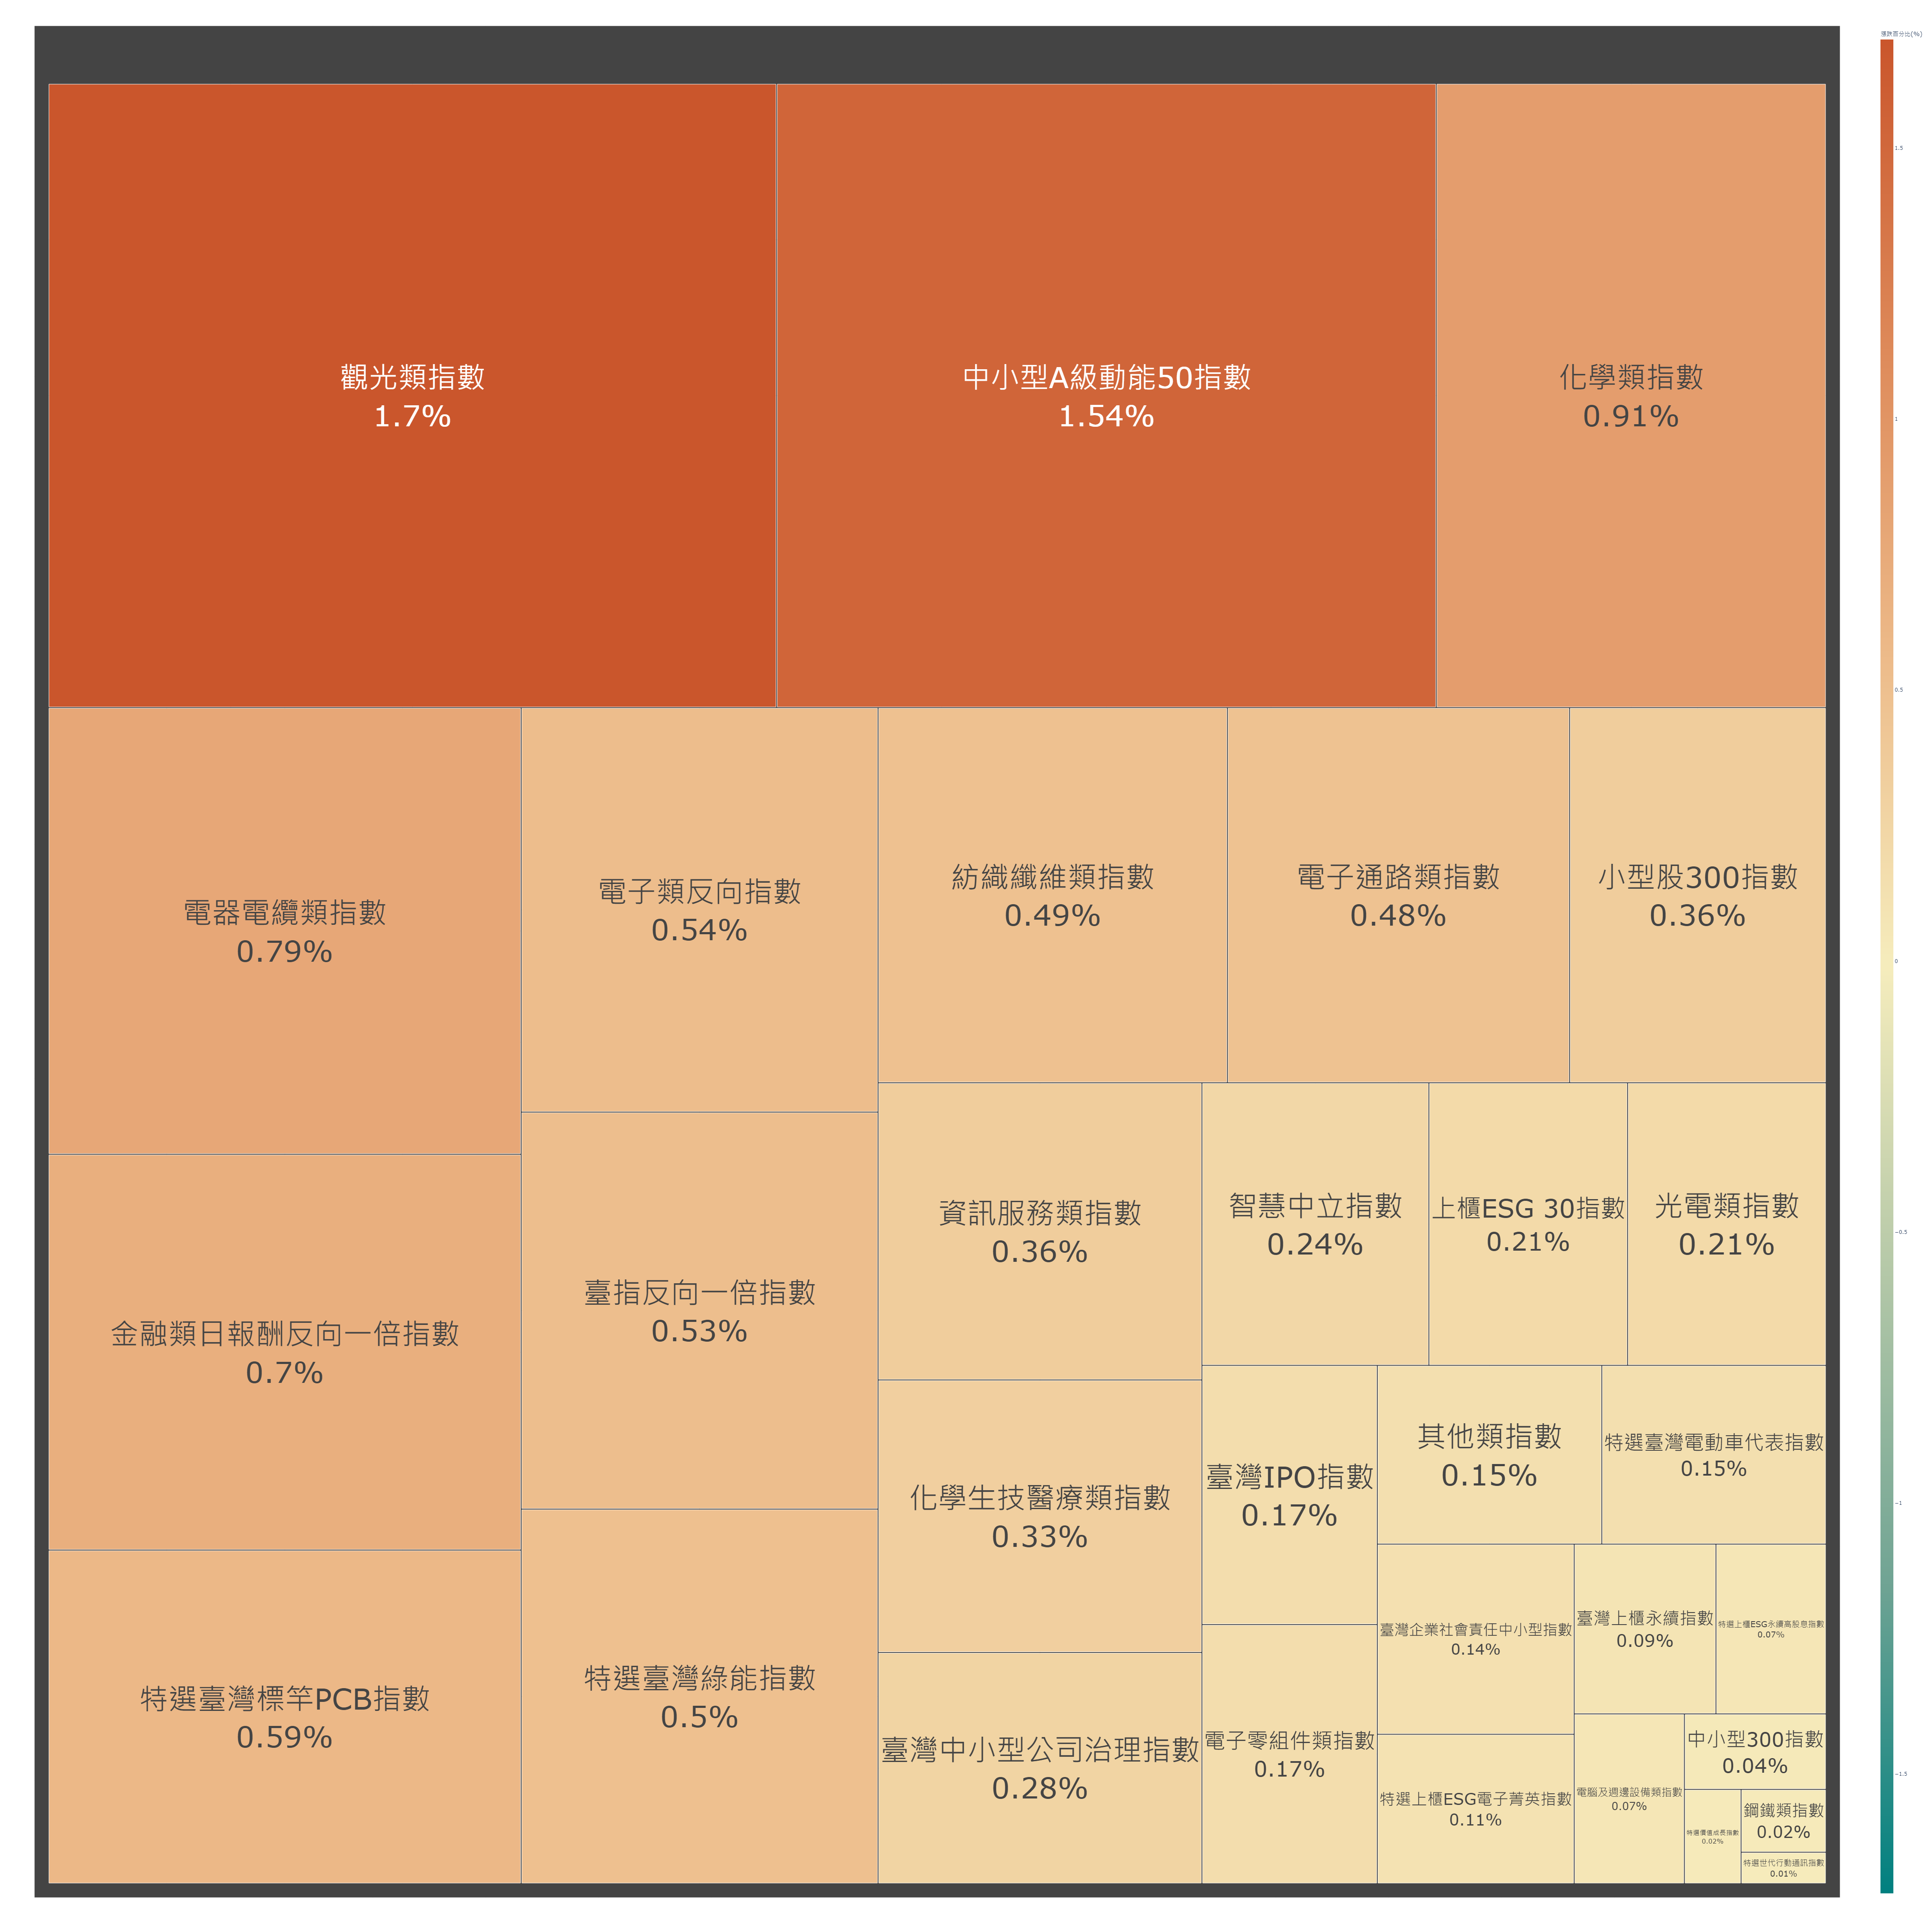 漲跌百分比(%)
觀光類指數
1.7%
中小型A級動能50指數
1.54%
化學類指數
0.91%
電器電纜類指數
0.79%
金融類日報酬反向一倍指數
0.7%
特選臺灣標竿PCB指數
0.59%
電子類反向指數
0.54%
臺指反向一倍指數
0.53%
特選臺灣綠能指數
0.5%
紡織纖維類指數
0.49%
電子通路類指數
0.48%
小型股300指數
0.36%
資訊服務類指數
0.36%
化學生技醫療類指數
0.33%
臺灣中小型公司治理指數
0.28%
智慧中立指數
0.24%
上櫃ESG 30指數
0.21%
光電類指數
0.21%
臺灣IPO指數
0.17%
電子零組件類指數
0.17%
其他類指數
0.15%
特選臺灣電動車代表指數
0.15%
臺灣企業社會責任中小型指數
0.14%
特選上櫃ESG電子菁英指數
0.11%
臺灣上櫃永續指數
0.09%
特選上櫃ESG永續高股息指數
0.07%
電腦及週邊設備類指數
0.07%
中小型300指數
0.04%
特選價值成長指數
0.02%
鋼鐵類指數
0.02%
特選世代行動通訊指數
0.01%
1.5
1
0.5
0
−0.5
−1
−1.5